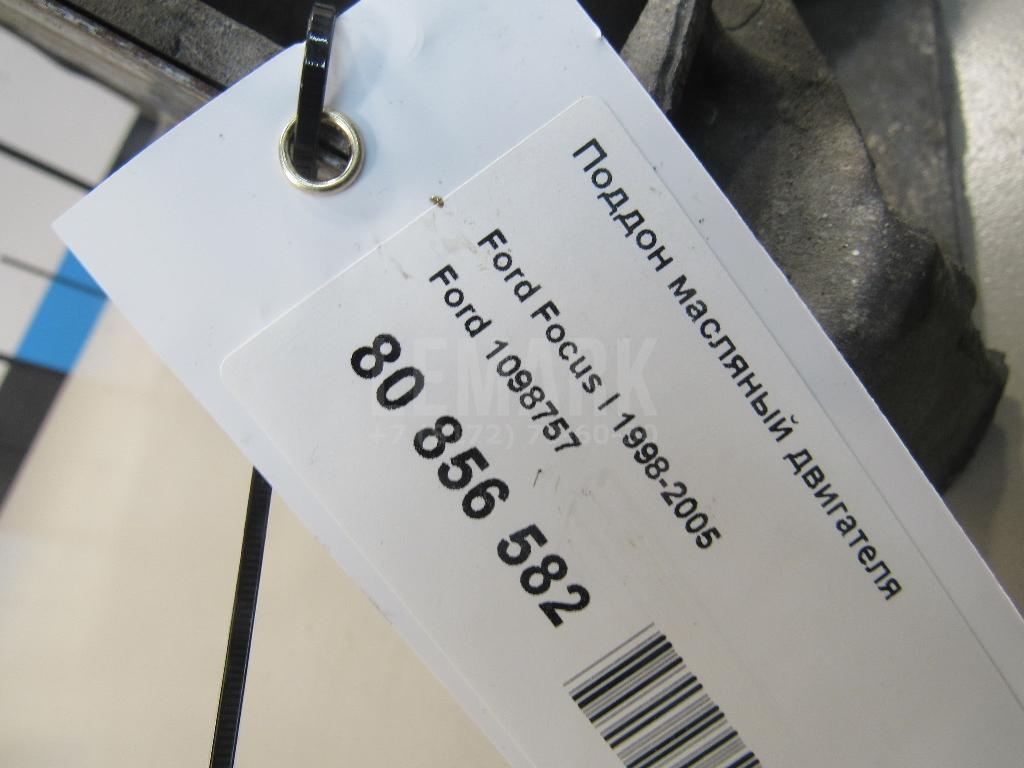 Поддон масляный двигателя
Ford Focus I 1998-2005
Ford 1098757
80 856 582